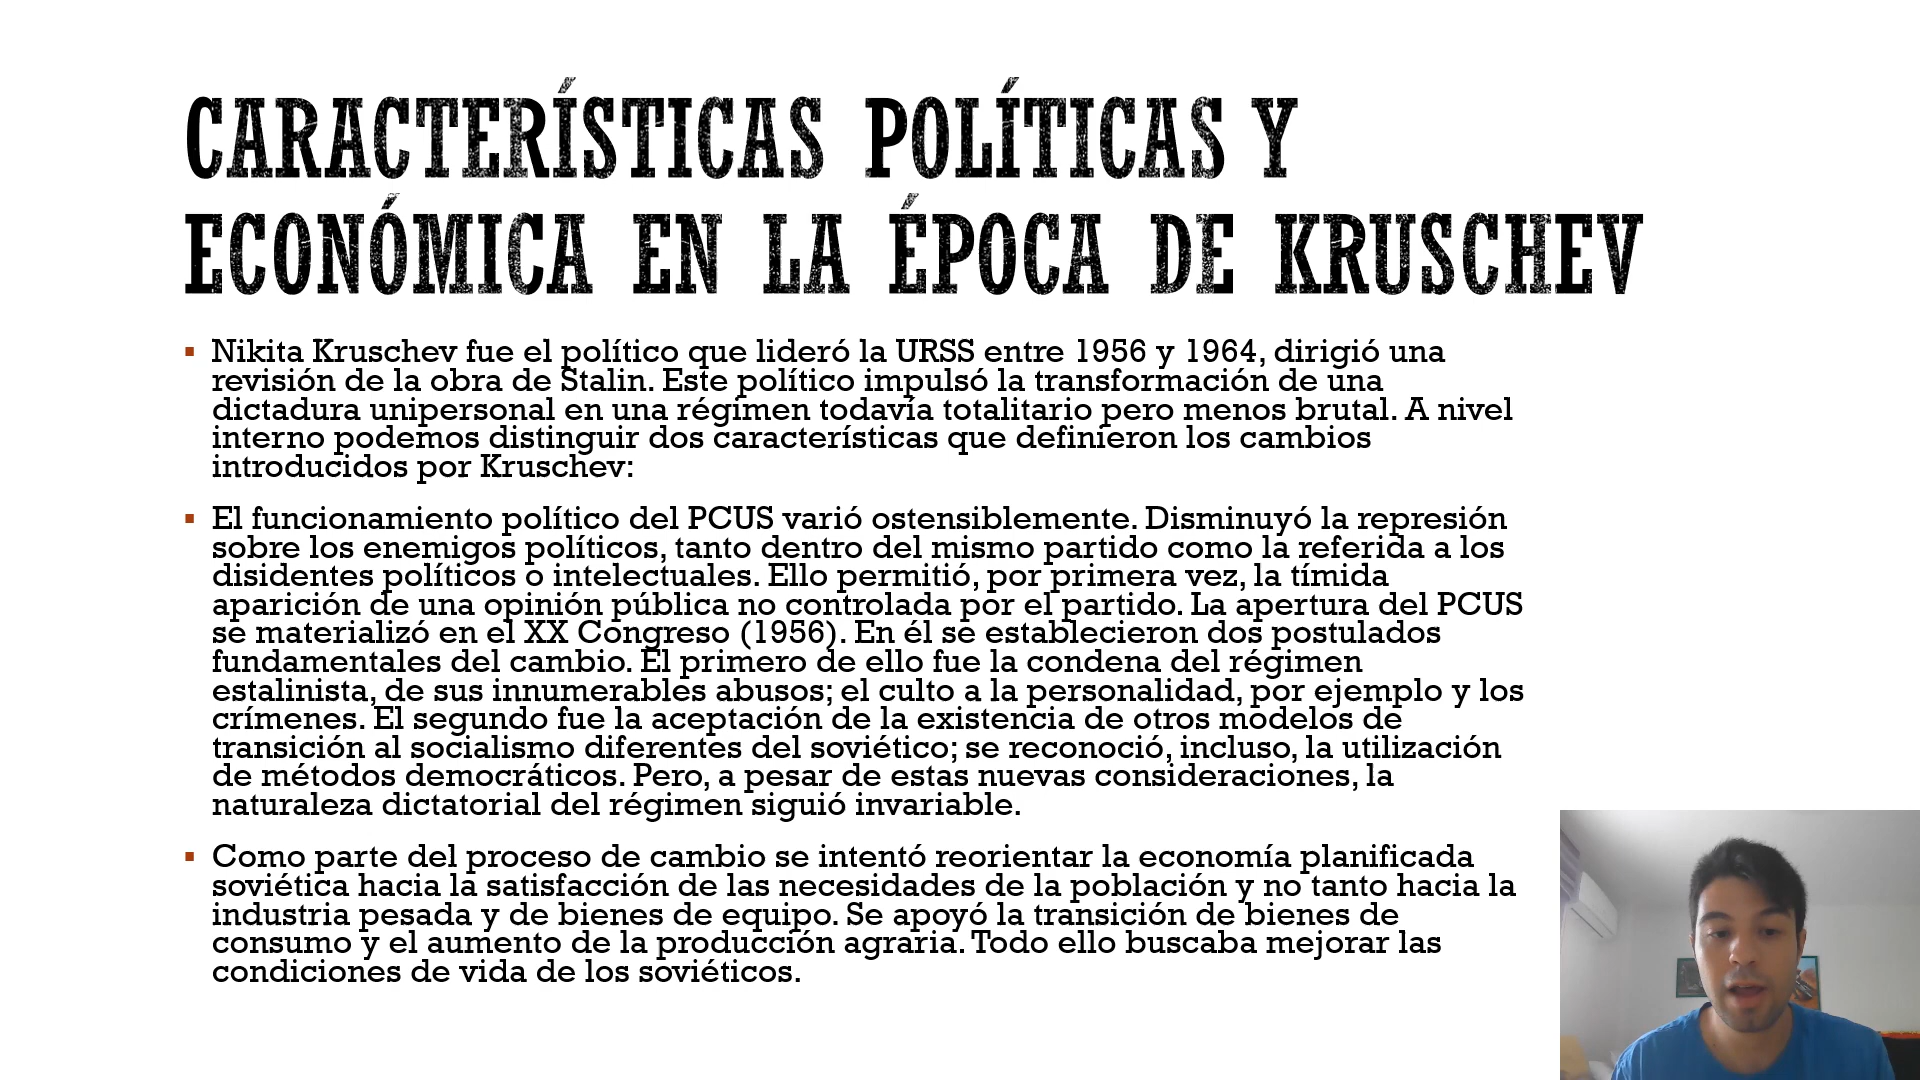 CARACTERÍSTICAS POLÍTICAS Y
ECONÓMICA EN LA ÉPOCA DE KRUSCHEV
Nikita Kruschev fue el político que lideró la URSS entre 1956 y 1964, dirigió una
revisión de la obra de Stalin. Este político impulsó la transformación de una
dictadura unipersonal en una régimen todavía totalitario pero menos brutal. A nivel
interno podemos distinguir dos características que definieron los cambios
introducidos por Kruschev:
El funcionamiento político del PCUS varió ostensiblemente. Disminuyó la represión
sobre los enemigos políticos, tanto dentro del mismo partido como la referida a los
disidentes políticos o intelectuales. Ello permitió, por primera vez, la tímida
aparición de una opinión pública no controlada por el partido. La apertura del PCUS
se materializó en el XX Congreso (1956). En él se establecieron dos postulados
fundamentales del cambio. El primero de ello fue la condena del régimen
estalinista, de sus innumerables abusos; el culto a la personalidad, por ejemplo y los
crímenes. El segundo fue la aceptación de la existencia de otros modelos de
transición al socialismo diferentes del soviético; se reconoció, incluso, la utilización
de métodos democráticos. Pero, a pesar de estas nuevas consideraciones, la
naturaleza dictatorial del régimen siguió invariable.
Como parte del proceso de cambio se intentó reorientar la economía planificada
soviética hacia la satisfacción de las necesidades de la población y no tanto hacia la
industria pesada y de bienes de equipo. Se apoyó la transición de bienes de
consumo y el aumento de la producción agraria. Todo ello buscaba mejorar las
condiciones de vida de los soviéticos.